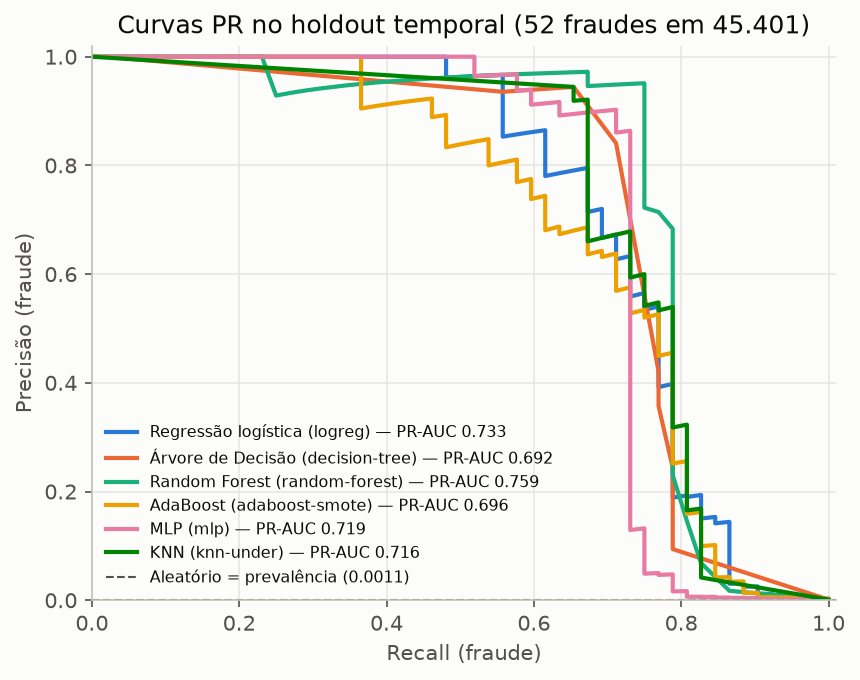 Curvas PR no holdout temporal (52 fraudes em 45.401)
1.0
0.8
0.6
0.4
0.2
0.0
Precisão (fraude)
Regressão logística (logreg) — PR-AUC 0.733
Árvore de Decisão (decision-tree) — PR-AUC 0.692
Random Forest (random-forest) — PR-AUC 0.759
AdaBoost (adaboost-smote) — PR-AUC 0.696
MLP (mlp) — PR-AUC 0.719
KNN (knn-under) — PR-AUC 0.716
Aleatório = prevalência (0.0011)
0.0 0.2 0.4 0.6 0.8 1.0
Recall (fraude)